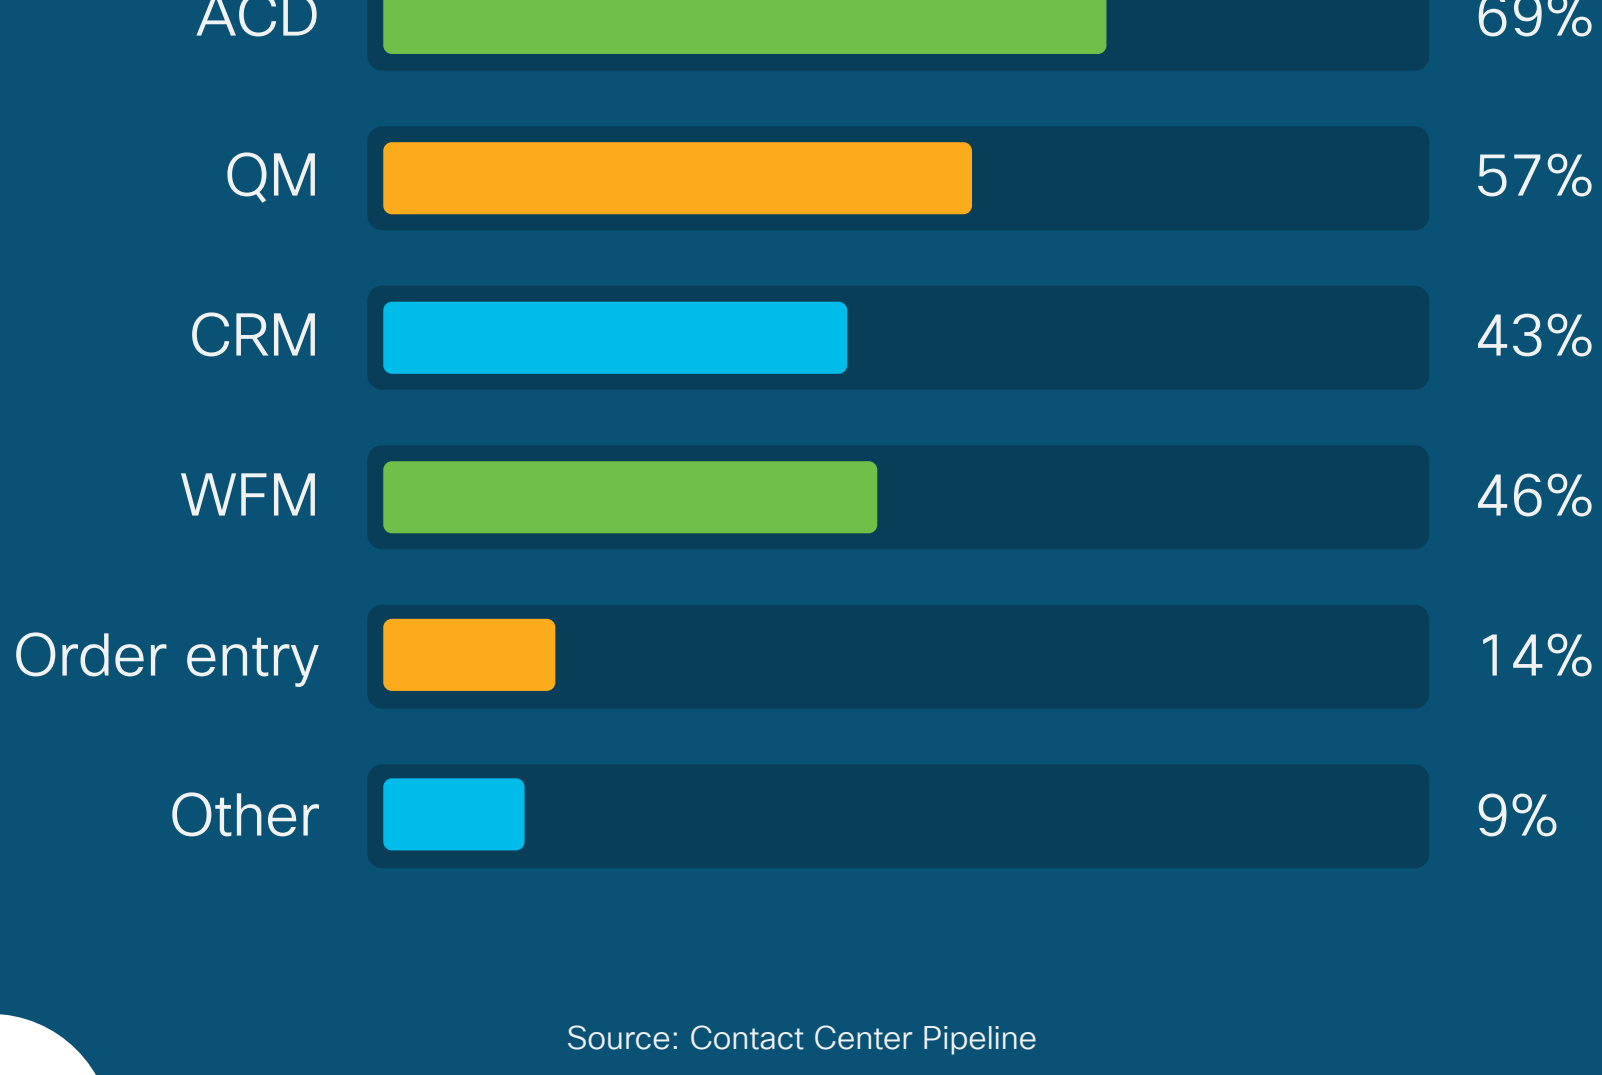 ACD 69%
QM 57%
CRM 43%
WFM 46%
Order entry 14%
Other 9%
Source: Contact Center Pipeline